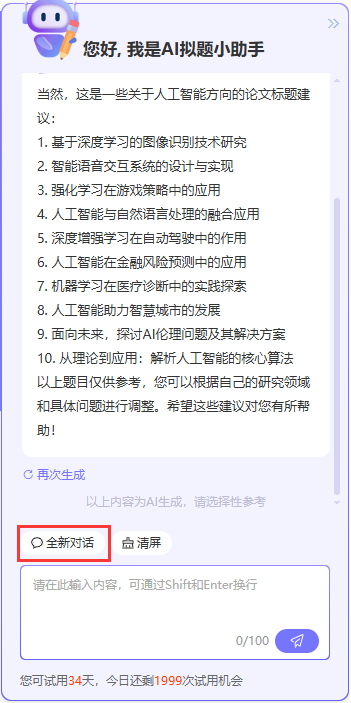 您好, 我是AI拟题小助手
当然，这是一些关于人工智能方向的论文标题建
议：
1. 基于深度学习的图像识别技术研究
2. 智能语音交互系统的设计与实现
3. 强化学习在游戏策略中的应用
4. 人工智能与自然语言处理的融合应用
5. 深度增强学习在自动驾驶中的作用
6. 人工智能在金融风险预测中的应用
7. 机器学习在医疗诊断中的实践探索
8. 人工智能助力智慧城市的发展
9. 面向未来，探讨AI伦理问题及其解决方案
10. 从理论到应用：解析人工智能的核心算法
以上题目仅供参考，您可以根据自己的研究领域
和具体问题进行调整。希望这些建议对您有所帮
助！
再次生成
以上内容为AI生成，请选择性参考
全新对话 清屏
请在此输入内容，可通过Shift和Enter换行
0/100
您可试用34天，今日还剩1999次试用机会